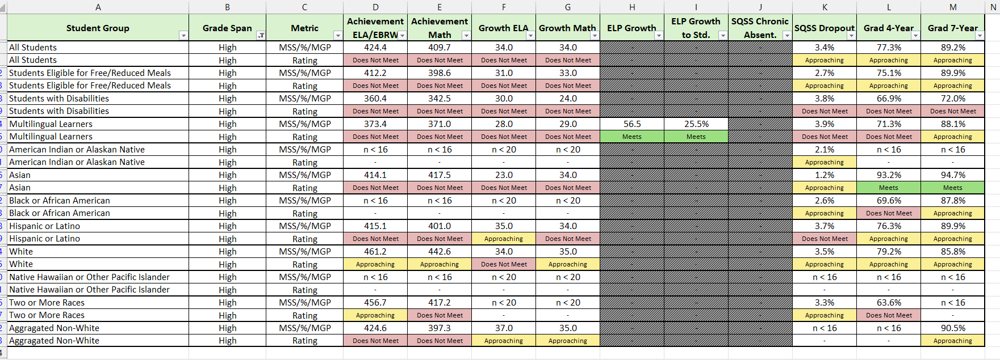 A B C D E F G H I J K L M N
Student Group Grade Span Metric Achievement ELA/EBRW Achievement Math Growth ELA Growth Math ELP Growth ELP Growth to Std. SQSS Chronic Absent. SQSS Dropout Grad 4-Year Grad 7-Year
All Students High MSS/%/MGP 424.4 409.7 34.0 34.0 - - - 3.4% 77.3% 89.2%
All Students High Rating Does Not Meet Does Not Meet Does Not Meet Does Not Meet - - - Approaching Approaching Approaching
2 Students Eligible for Free/Reduced Meals High MSS/%/MGP 412.2 398.6 31.0 33.0 - - - 2.7% 75.1% 89.9%
3 Students Eligible for Free/Reduced Meals High Rating Does Not Meet Does Not Meet Does Not Meet Does Not Meet - - - Approaching Approaching Approaching
8 Students with Disabilities High MSS/%/MGP 360.4 342.5 30.0 24.0 - - - 3.8% 66.9% 72.0%
9 Students with Disabilities High Rating Does Not Meet Does Not Meet Does Not Meet Does Not Meet - - - Does Not Meet Does Not Meet Does Not Meet
4 Multilingual Learners High MSS/%/MGP 373.4 371.0 28.0 29.0 56.5 25.5% - 3.9% 71.3% 88.1%
5 Multilingual Learners High Rating Does Not Meet Does Not Meet Does Not Meet Does Not Meet Meets Meets - Does Not Meet Does Not Meet Approaching
0 American Indian or Alaskan Native High MSS/%/MGP n < 16 n < 16 n < 20 n < 20 - - - 2.1% n < 16 n < 16
1 American Indian or Alaskan Native High Rating - - - - - - - Approaching - -
6 Asian High MSS/%/MGP 414.1 417.5 23.0 34.0 - - - 1.2% 93.2% 94.7%
7 Asian High Rating Does Not Meet Does Not Meet Does Not Meet Does Not Meet - - - Approaching Meets Meets
2 Black or African American High MSS/%/MGP n < 16 n < 16 n < 20 n < 20 - - - 2.6% 69.6% 87.8%
3 Black or African American High Rating - - - - - - - Approaching Does Not Meet Approaching
8 Hispanic or Latino High MSS/%/MGP 415.1 401.0 35.0 34.0 - - - 3.7% 76.3% 89.9%
9 Hispanic or Latino High Rating Does Not Meet Does Not Meet Approaching Does Not Meet - - - Does Not Meet Approaching Approaching
4 White High MSS/%/MGP 461.2 442.6 34.0 35.0 - - - 3.5% 79.2% 85.8%
5 White High Rating Approaching Approaching Does Not Meet Approaching - - - Approaching Approaching Approaching
0 Native Hawaiian or Other Pacific Islander High MSS/%/MGP n < 16 n < 16 n < 20 n < 20 - - - n < 16 n < 16 n < 16
1 Native Hawaiian or Other Pacific Islander High Rating - - - - - - - - - -
6 Two or More Races High MSS/%/MGP 456.7 417.2 n < 20 n < 20 - - - 3.3% 63.6% n < 16
7 Two or More Races High Rating Approaching Does Not Meet - - - - - Approaching Does Not Meet -
2 Aggragated Non-White High MSS/%/MGP 424.6 397.3 37.0 35.0 - - - n < 16 n < 16 90.5%
3 Aggragated Non-White High Rating Does Not Meet Does Not Meet Approaching Approaching - - - - - Approaching
4